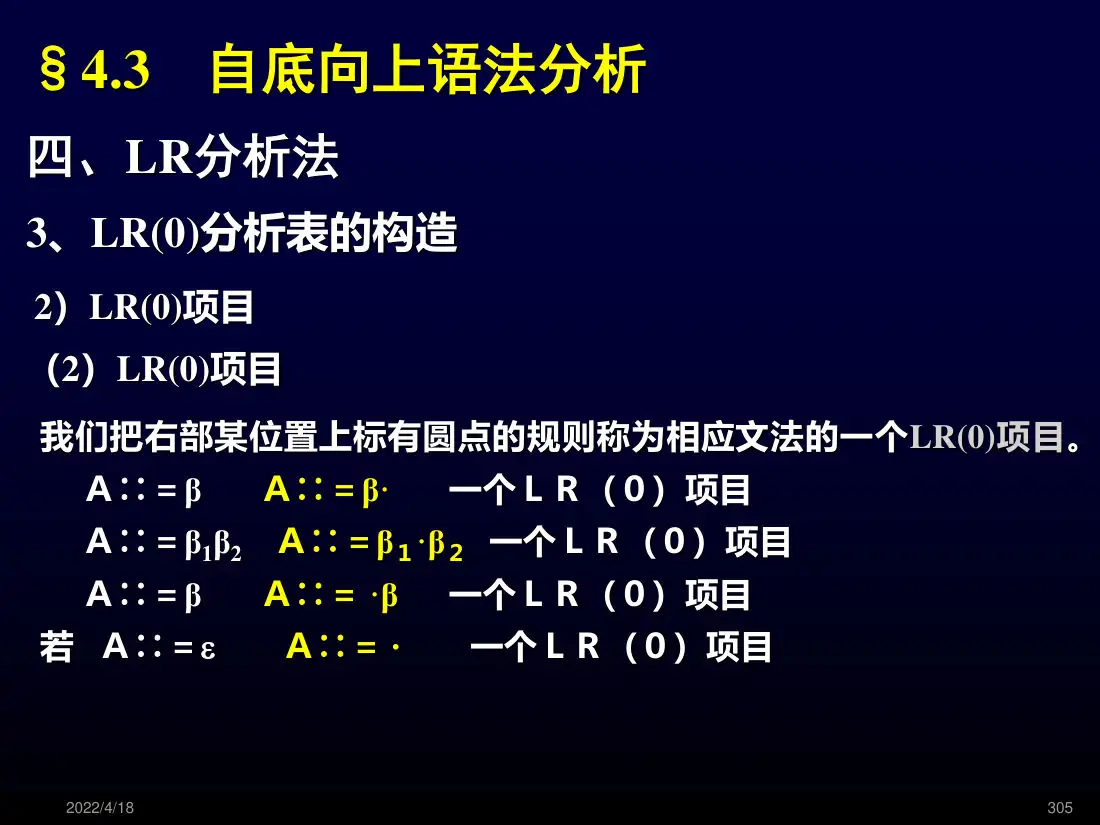 §4.3 自底向上语法分析
四、LR分析法
3、LR(0)分析表的构造
2）LR(0)项目
（2）LR(0)项目
我们把右部某位置上标有圆点的规则称为相应文法的一个LR(0)项目。
A∷=β A∷=β· 一个LR（0）项目
A∷=β₁β₂ A∷=β₁·β₂ 一个LR（0）项目
A∷=β A∷= ·β 一个LR（0）项目
若 A∷=ε A∷= · 一个LR（0）项目
2022/4/18
305